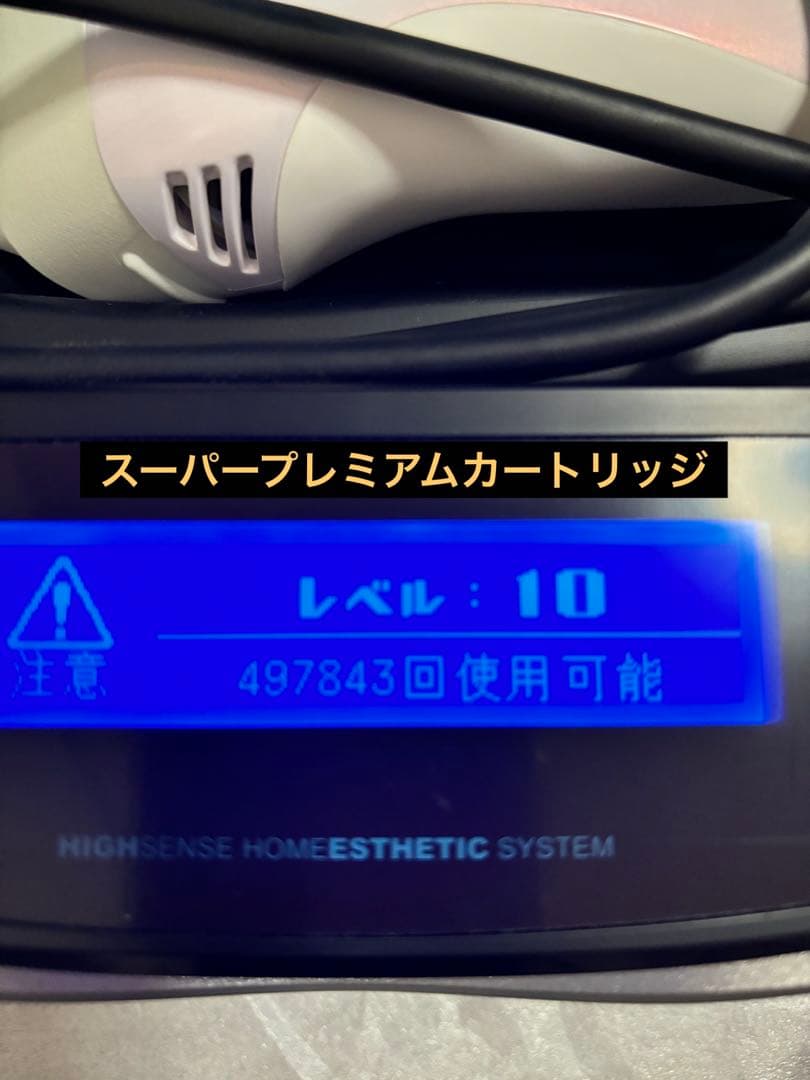 スーパープレミアムカートリッジ
レベル：10
注意
497843回使用可能
HIGHSENSE HOMEESTHETIC SYSTEM